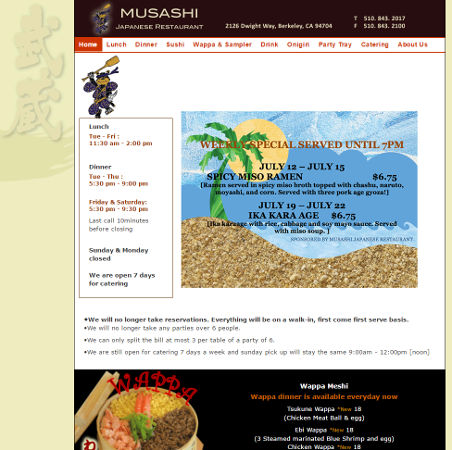 武蔵
MUSASHI
JAPANESE RESTAURANT
2126 Dwight Way, Berkeley, CA 94704
T 510. 843. 2017
F 510. 843. 2100
Home Lunch Dinner Sushi Wappa & Sampler Drink Onigiri Party Tray Catering About Us
Lunch
Tue - Fri :
11:30 am - 2:00 pm
Dinner
Tue - Thu :
5:30 pm - 9:00 pm
Friday & Saturday:
5:30 pm - 9:30 pm
Last call 10minutes
before closing
Sunday & Monday
closed
We are open 7 days
for catering
WEEKLY SPECIAL SERVED UNTIL 7PM
JULY 12 – JULY 15
SPICY MISO RAMEN $6.75
[Ramen served in spicy miso broth topped with chashu, naruto,
moyashi, and corn. Served with three pork age gyoza!]
JULY 19 – JULY 22
IKA KARA AGE $6.75
[Ika karaage with rice, cabbage and soy mayo sauce. Served
with miso soup. ]
SPONSORED BY MUSASHI JAPANESE RESTAURANT
•We will no longer take reservations. Everything will be on a walk-in, first come first serve basis.
•We will no longer take any parties over 6 people.
•We can only split the bill at most 3 per table of a party of 6.
•We are still open for catering 7 days a week and sunday pick up will stay the same 9:00am - 12:00pm [noon]
WAPPA
Wappa Meshi
Wappa dinner is available everyday now
Tsukune Wappa *New 18
(Chicken Meat Ball & egg)
Ebi Wappa *New 18
(3 Steamed marinated Blue Shrimp and egg)
Chicken Wappa *New 18